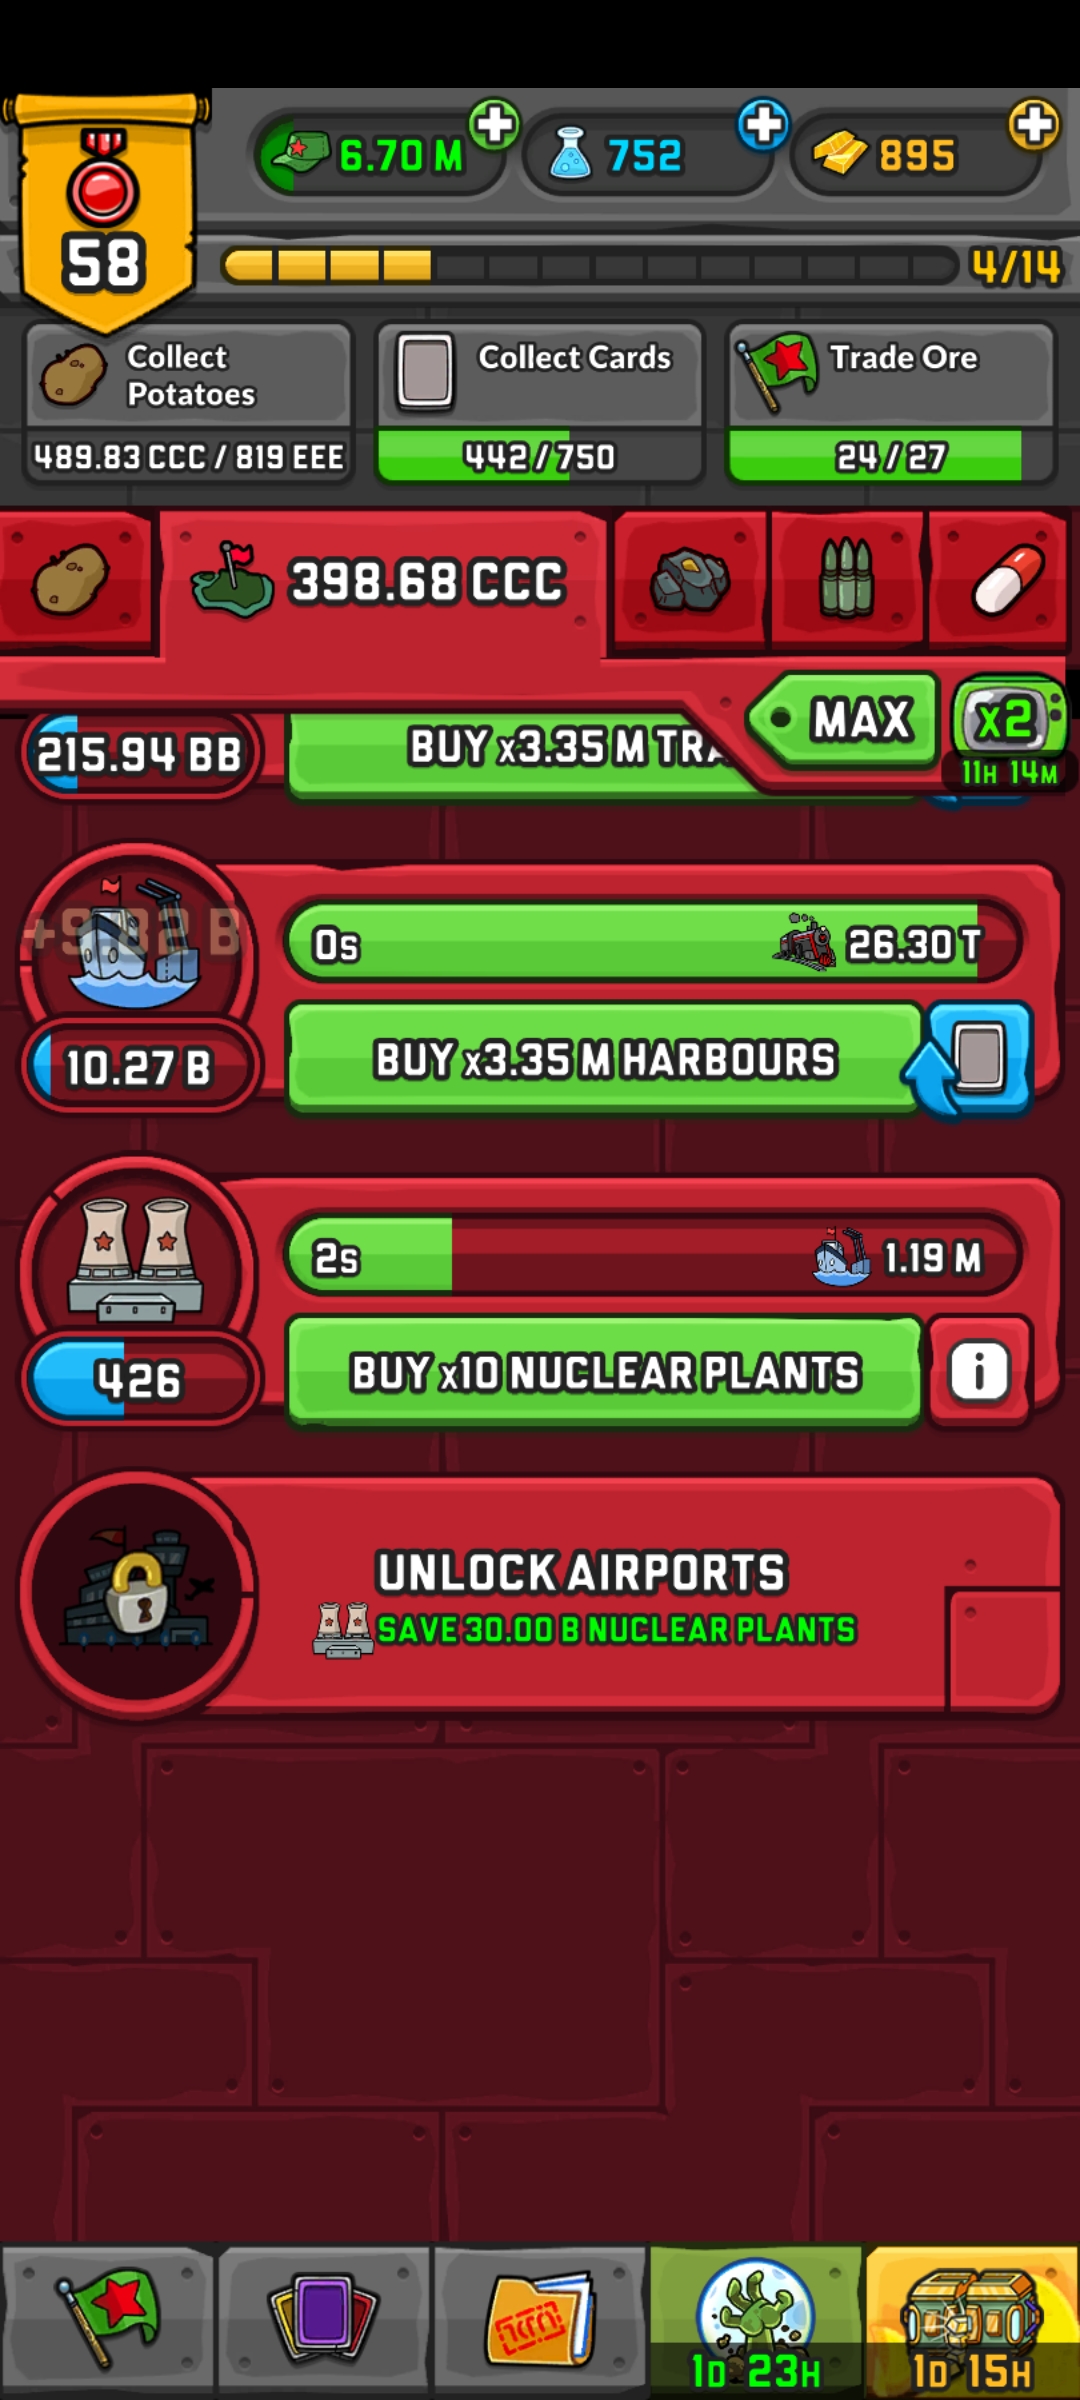 6.70 M
752
895
58
4/14
Collect
Potatoes
Collect Cards
Trade Ore
489.83 CCC / 819 EEE
442/750
24/27
398.68 CCC
MAX
x2
11H 14M
215.94 BB
BUY x3.35 M TRA
+9.82 B
0s
26.30 T
10.27 B
BUY x3.35 M HARBOURS
2s
1.19 M
426
BUY x10 NUCLEAR PLANTS
i
UNLOCK AIRPORTS
SAVE 30.00 B NUCLEAR PLANTS
1D 23H
1D 15H